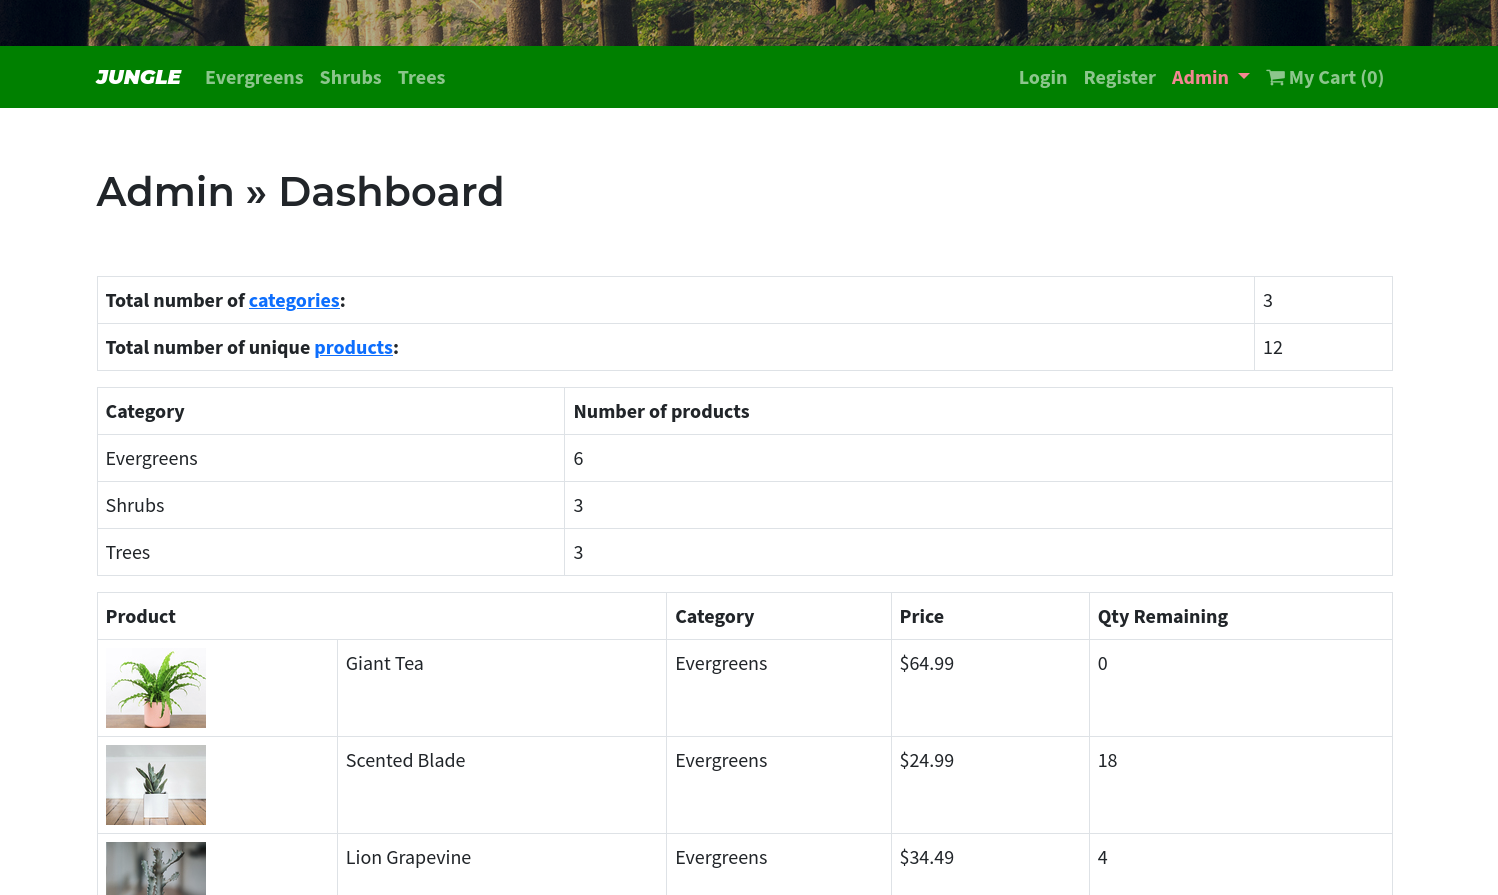 JUNGLE Evergreens Shrubs Trees Login Register Admin My Cart (0)
Admin » Dashboard
Total number of categories: 3
Total number of unique products: 12
Category Number of products
Evergreens 6
Shrubs 3
Trees 3
Product Category Price Qty Remaining
Giant Tea Evergreens $64.99 0
Scented Blade Evergreens $24.99 18
Lion Grapevine Evergreens $34.49 4